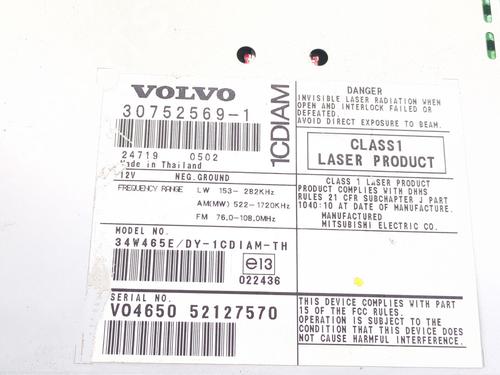 VOLVO
30752569-1
24719 0502
Made in Thailand
12V NEG.GROUND
FREQUENCY RANGE LW 153- 282KHz
AM(MW) 522-1720KHz
FM 76.0-108.0MHz
MODEL NO.
34W465E/DY-1CDIAM-TH
e13
022436
SERIAL NO.
V04650 52127570
1CDIAM
DANGER
INVISIBLE LASER RADIATION WHEN
OPEN AND INTERLOCK FAILED OR
DEFEATED.
AVOID DIRECT EXPOSURE TO BEAM.
CLASS1
LASER PRODUCT
CLASS 1 LASER PRODUCT
PRODUCT COMPLIES WITH DHHS
RULES 21 CFR SUBCHAPTER J PART
1040:10 AT DATE OF MANUFACTURE.
MANUFACTURED
MITSUBISHI ELECTRIC CO.
THIS DEVICE COMPLIES WITH PART
15 OF THE FCC RULES.
OPERATION IS SUBJECT TO THE
CONDITION THAT THIS DEVICE DOES
NOT CAUSE HARMFUL INTERFERENCE.